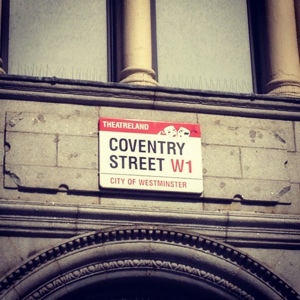 THEATRELAND
COVENTRY
STREET W1
CITY OF WESTMINSTER